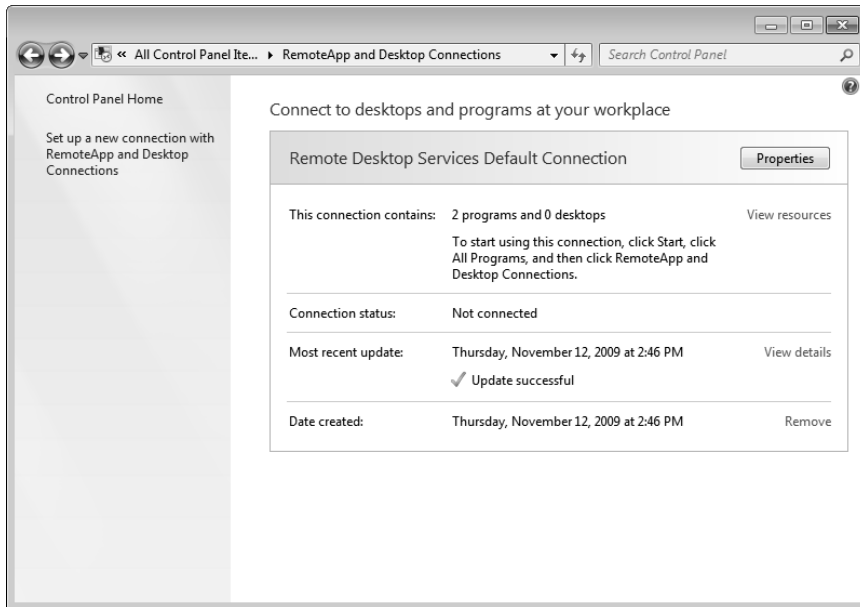 « All Control Panel Ite... ▸ RemoteApp and Desktop Connections
Search Control Panel
Control Panel Home
Set up a new connection with
RemoteApp and Desktop
Connections
Connect to desktops and programs at your workplace
Remote Desktop Services Default Connection
Properties
This connection contains: 2 programs and 0 desktops View resources
To start using this connection, click Start, click
All Programs, and then click RemoteApp and
Desktop Connections.
Connection status: Not connected
Most recent update: Thursday, November 12, 2009 at 2:46 PM View details
Update successful
Date created: Thursday, November 12, 2009 at 2:46 PM Remove